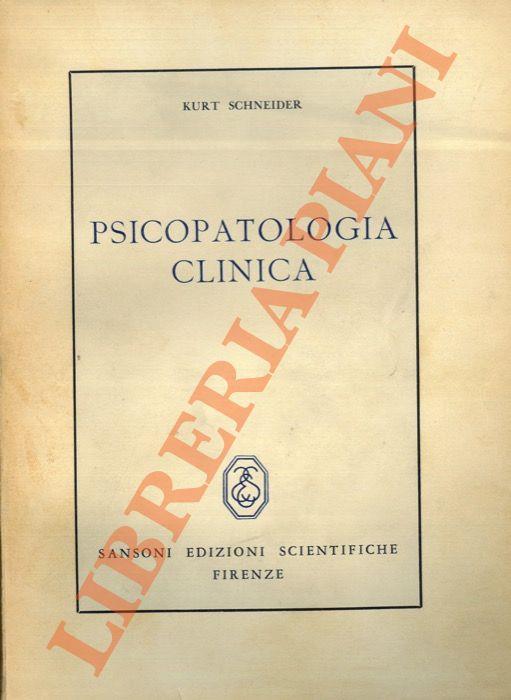 KURT SCHNEIDER
PSICOPATOLOGIA
CLINICA
SANSONI EDIZIONI SCIENTIFICHE
FIRENZE
LIBRERIA PIANI